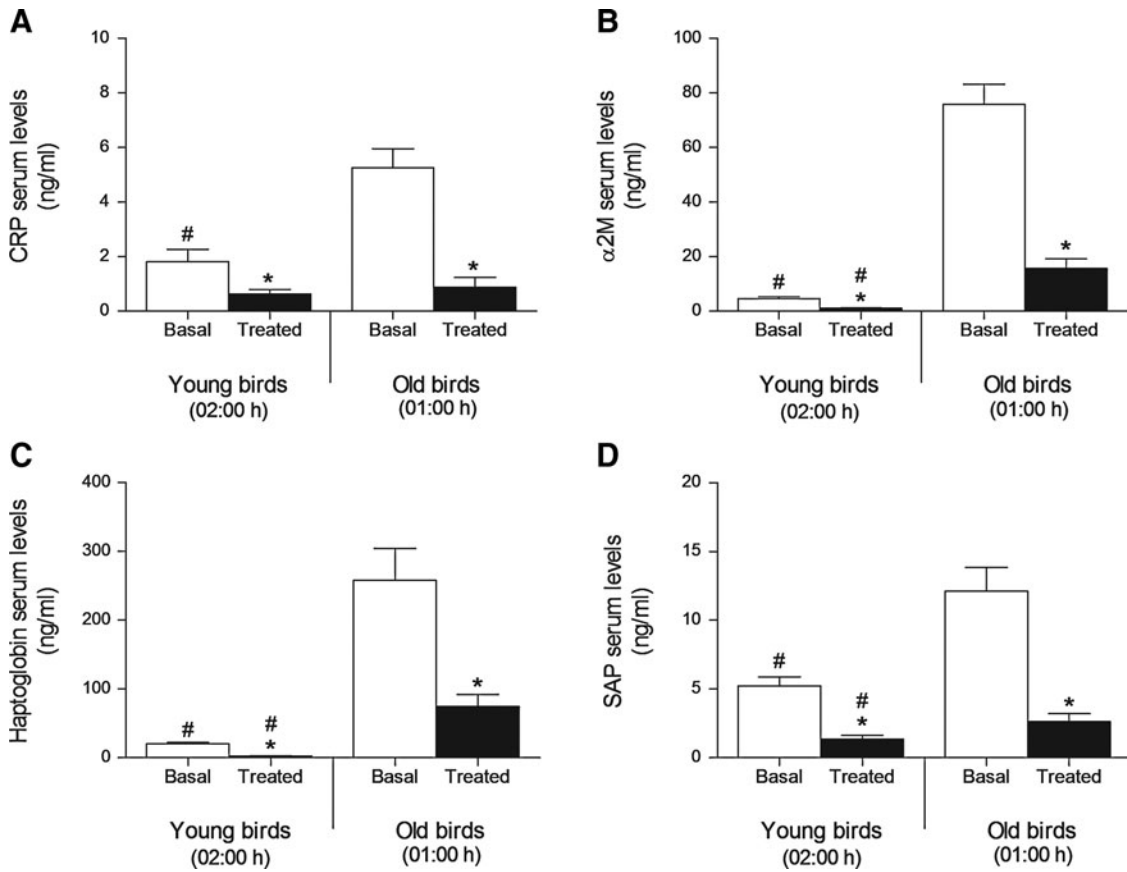 A
CRP serum levels
(ng/ml)
10
8
6
4
2
0
#
*
*
Basal Treated Basal Treated
Young birds Old birds
(02:00 h) (01:00 h)
B
α2M serum levels
(ng/ml)
100
80
60
40
20
0
#
#
*
*
Basal Treated Basal Treated
Young birds Old birds
(02:00 h) (01:00 h)
C
Haptoglobin serum levels
(ng/ml)
400
300
200
100
0
#
#
*
*
Basal Treated Basal Treated
Young birds Old birds
(02:00 h) (01:00 h)
D
SAP serum levels
(ng/ml)
20
15
10
5
0
#
#
*
*
Basal Treated Basal Treated
Young birds Old birds
(02:00 h) (01:00 h)